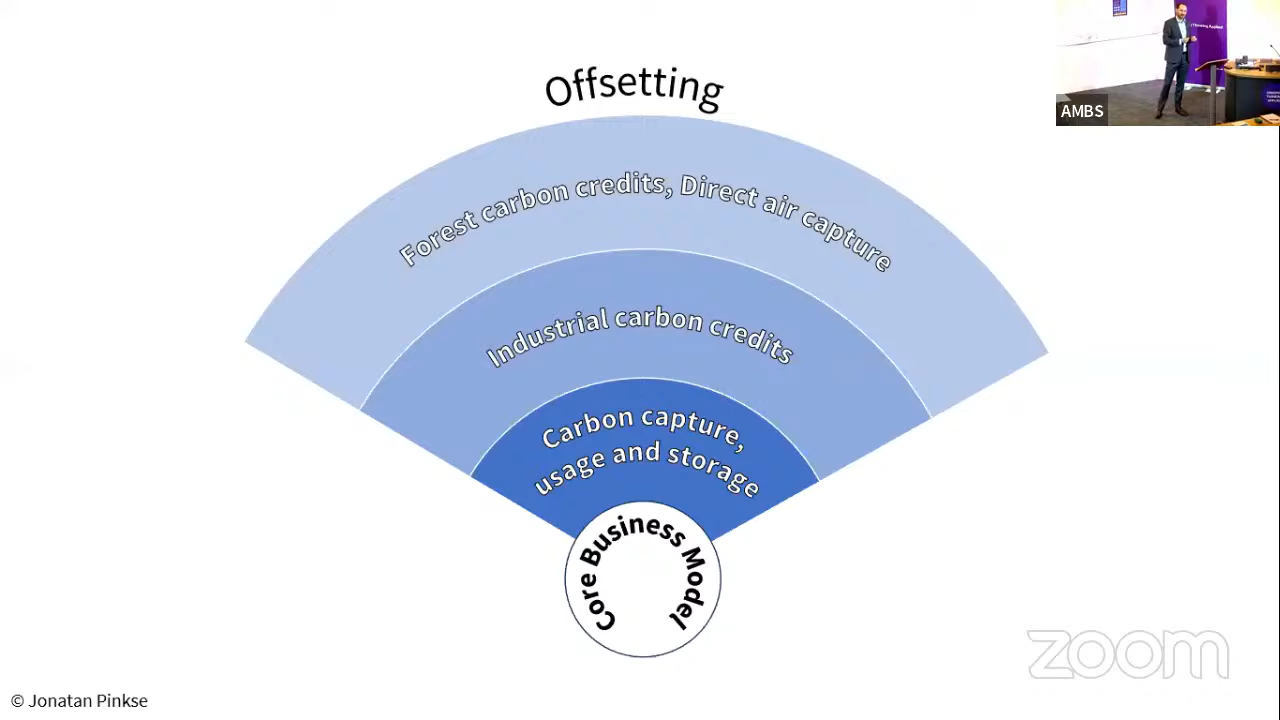 Offsetting
Forest carbon credits, Direct air capture
Industrial carbon credits
Carbon capture,
usage and storage
Core Business Model
AMBS
zoom
© Jonatan Pinkse